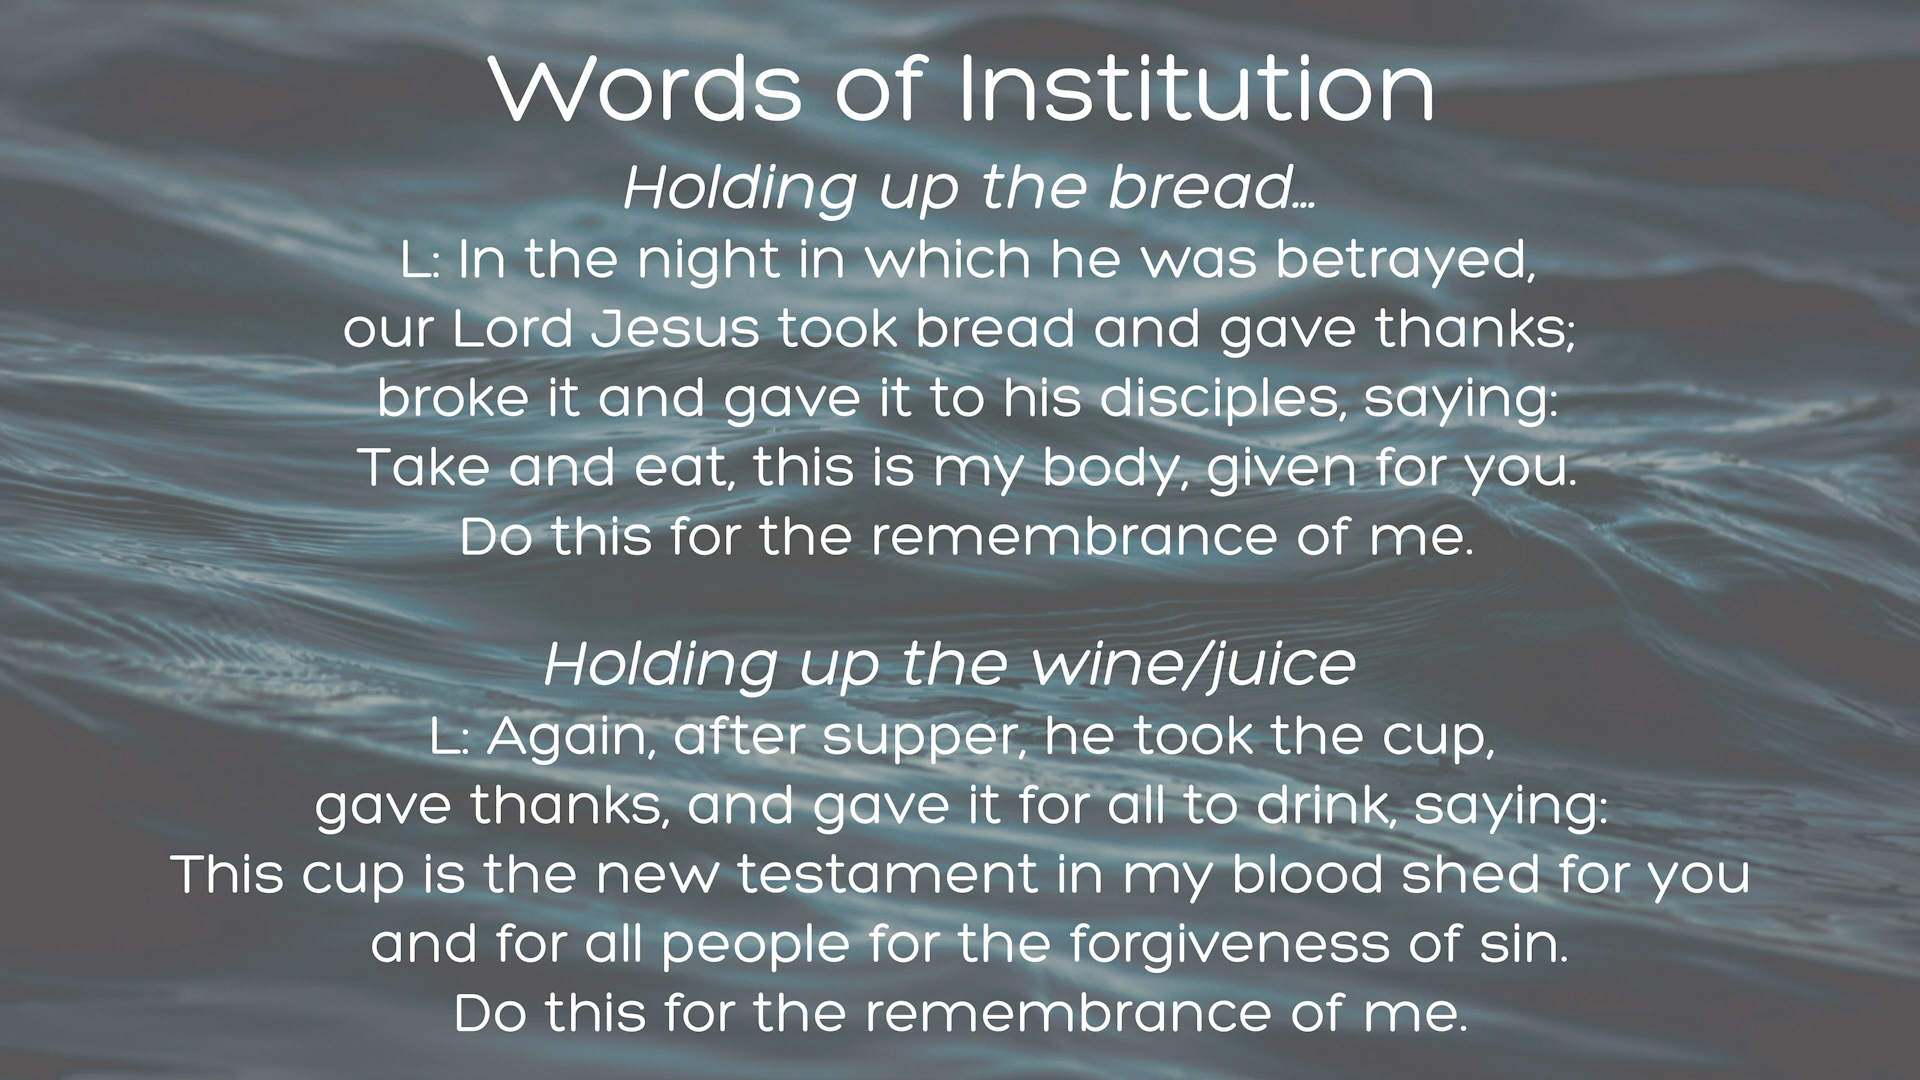 Words of Institution
Holding up the bread...
L: In the night in which he was betrayed,
our Lord Jesus took bread and gave thanks;
broke it and gave it to his disciples, saying:
Take and eat, this is my body, given for you.
Do this for the remembrance of me.
Holding up the wine/juice
L: Again, after supper, he took the cup,
gave thanks, and gave it for all to drink, saying:
This cup is the new testament in my blood shed for you
and for all people for the forgiveness of sin.
Do this for the remembrance of me.